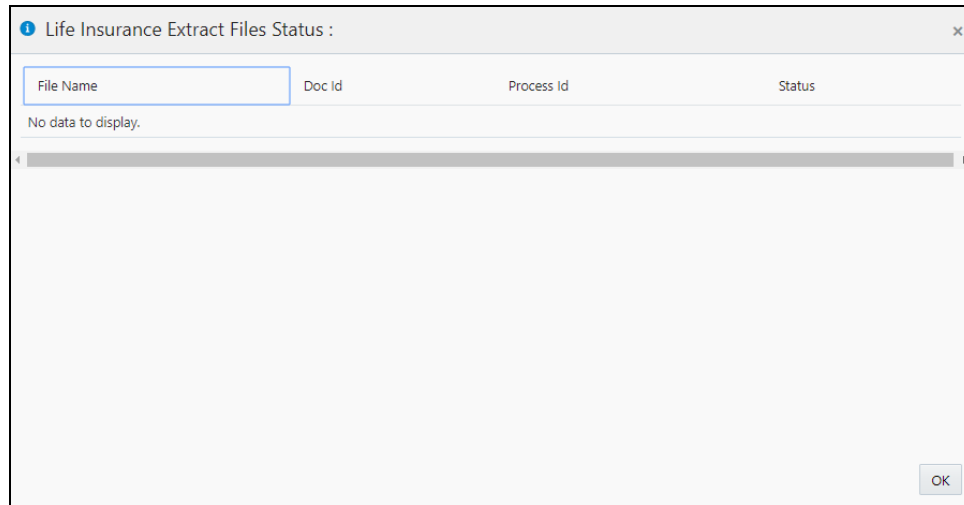 Life Insurance Extract Files Status :
File Name Doc Id Process Id Status
No data to display.
OK